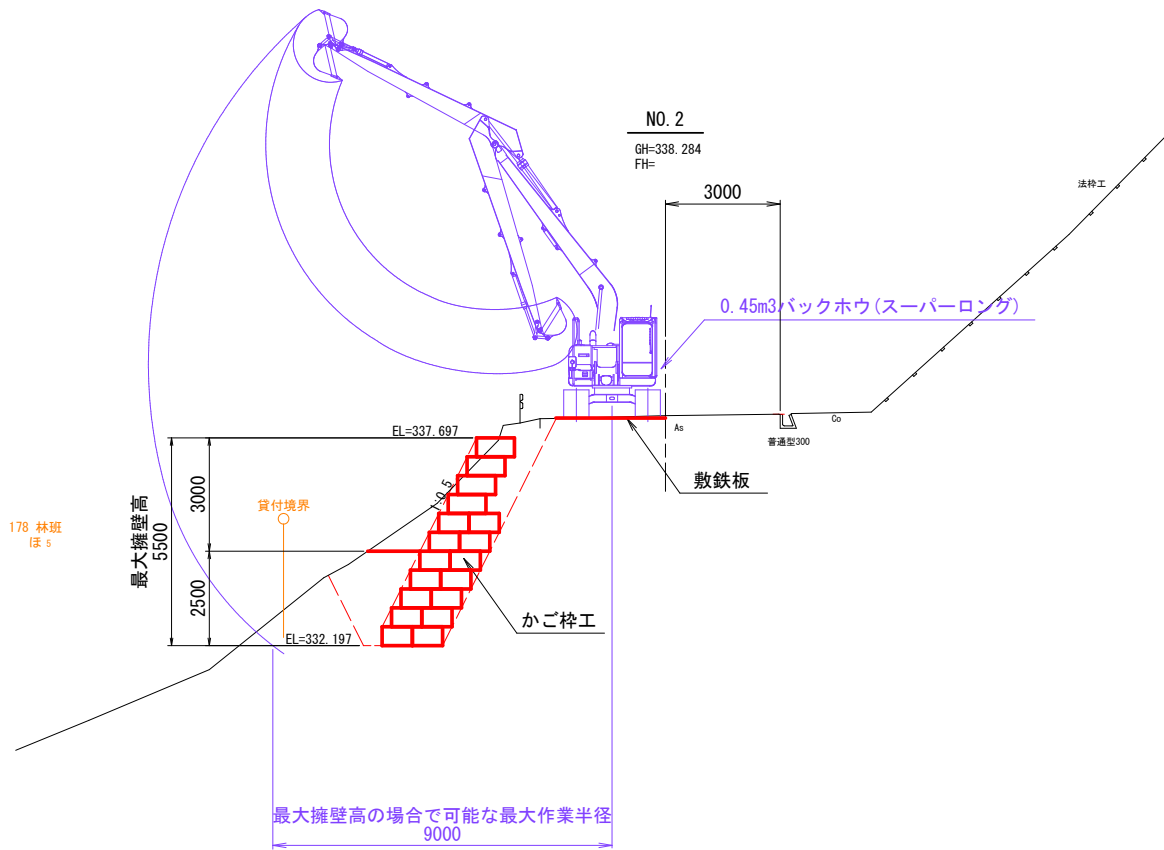 NO. 2
GH=338.284
FH=
3000
法枠工
0.45m3バックホウ(スーパーロング)
As
Co
普通型300
EL=337.697
敷鉄板
1:0.5
最大擁壁高
5500
3000
2500
貸付境界
178 林班
ほ 5
かご枠工
EL=332.197
最大擁壁高の場合で可能な最大作業半径
9000